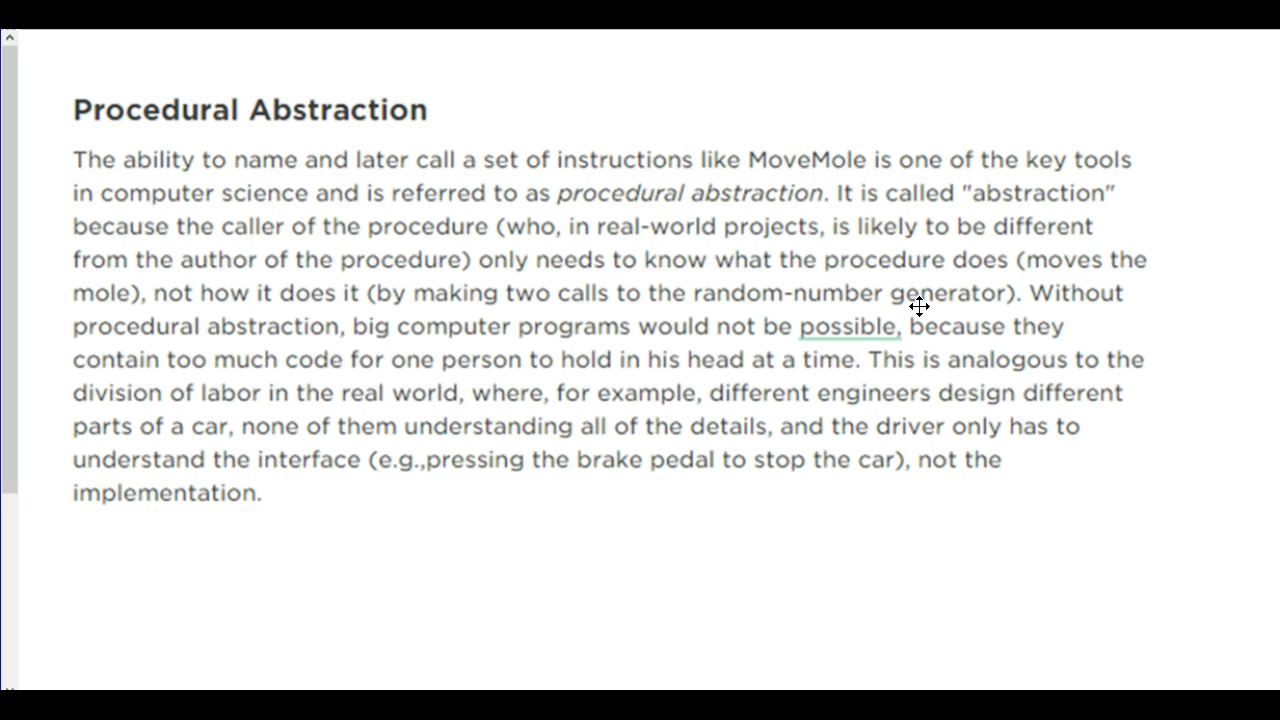 Procedural Abstraction
The ability to name and later call a set of instructions like MoveMole is one of the key tools
in computer science and is referred to as procedural abstraction. It is called "abstraction"
because the caller of the procedure (who, in real-world projects, is likely to be different
from the author of the procedure) only needs to know what the procedure does (moves the
mole), not how it does it (by making two calls to the random-number generator). Without
procedural abstraction, big computer programs would not be possible, because they
contain too much code for one person to hold in his head at a time. This is analogous to the
division of labor in the real world, where, for example, different engineers design different
parts of a car, none of them understanding all of the details, and the driver only has to
understand the interface (e.g.,pressing the brake pedal to stop the car), not the
implementation.